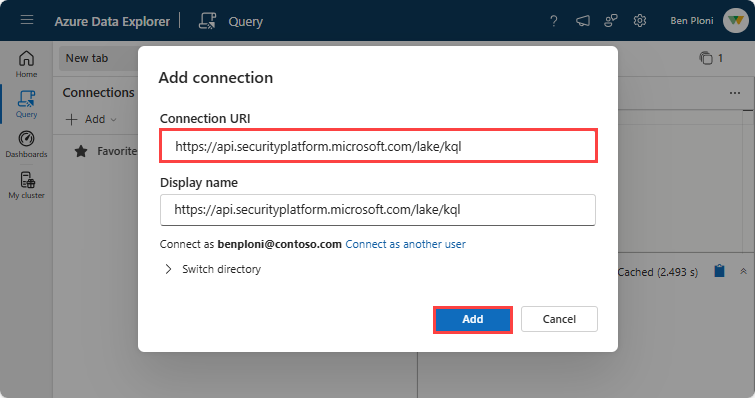 Azure Data Explorer Query ? Ben Ploni
Home
New tab 1
Query
Connections ...
Add
Dashboards
Favorite
My cluster
Cached (2.493 s)
Add connection
Connection URI
https://api.securityplatform.microsoft.com/lake/kql
Display name
https://api.securityplatform.microsoft.com/lake/kql
Connect as benploni@contoso.com Connect as another user
Switch directory
Add Cancel